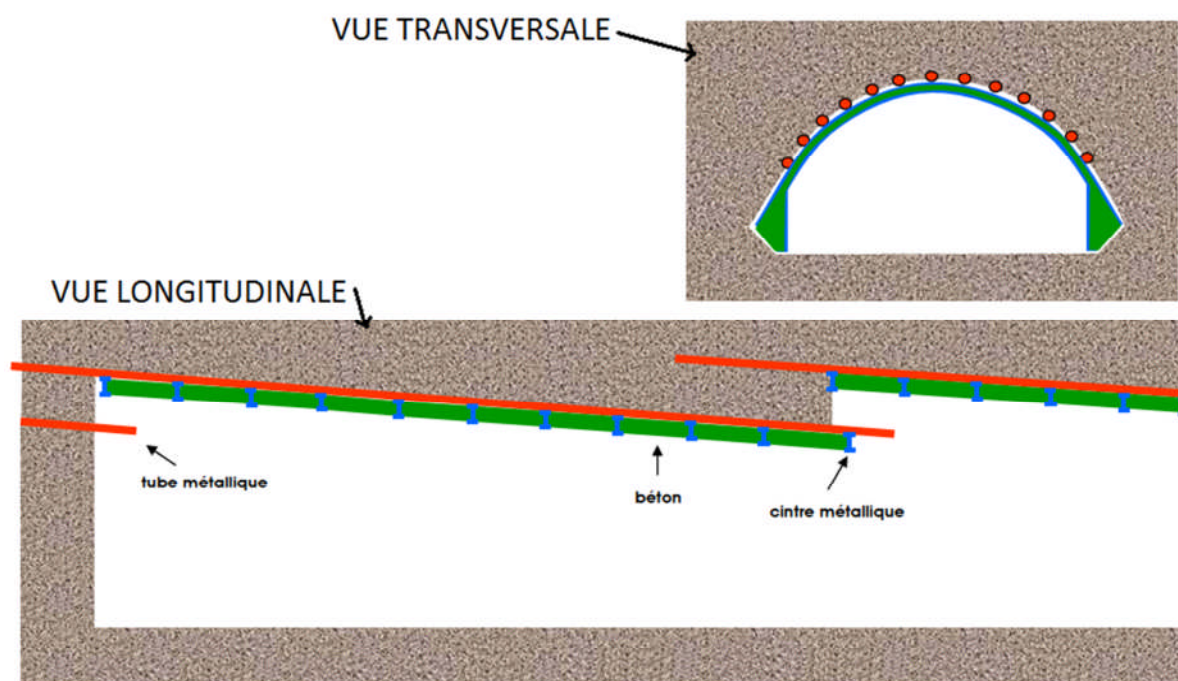 VUE TRANSVERSALE
VUE LONGITUDINALE
tube métallique
béton
cintre métallique